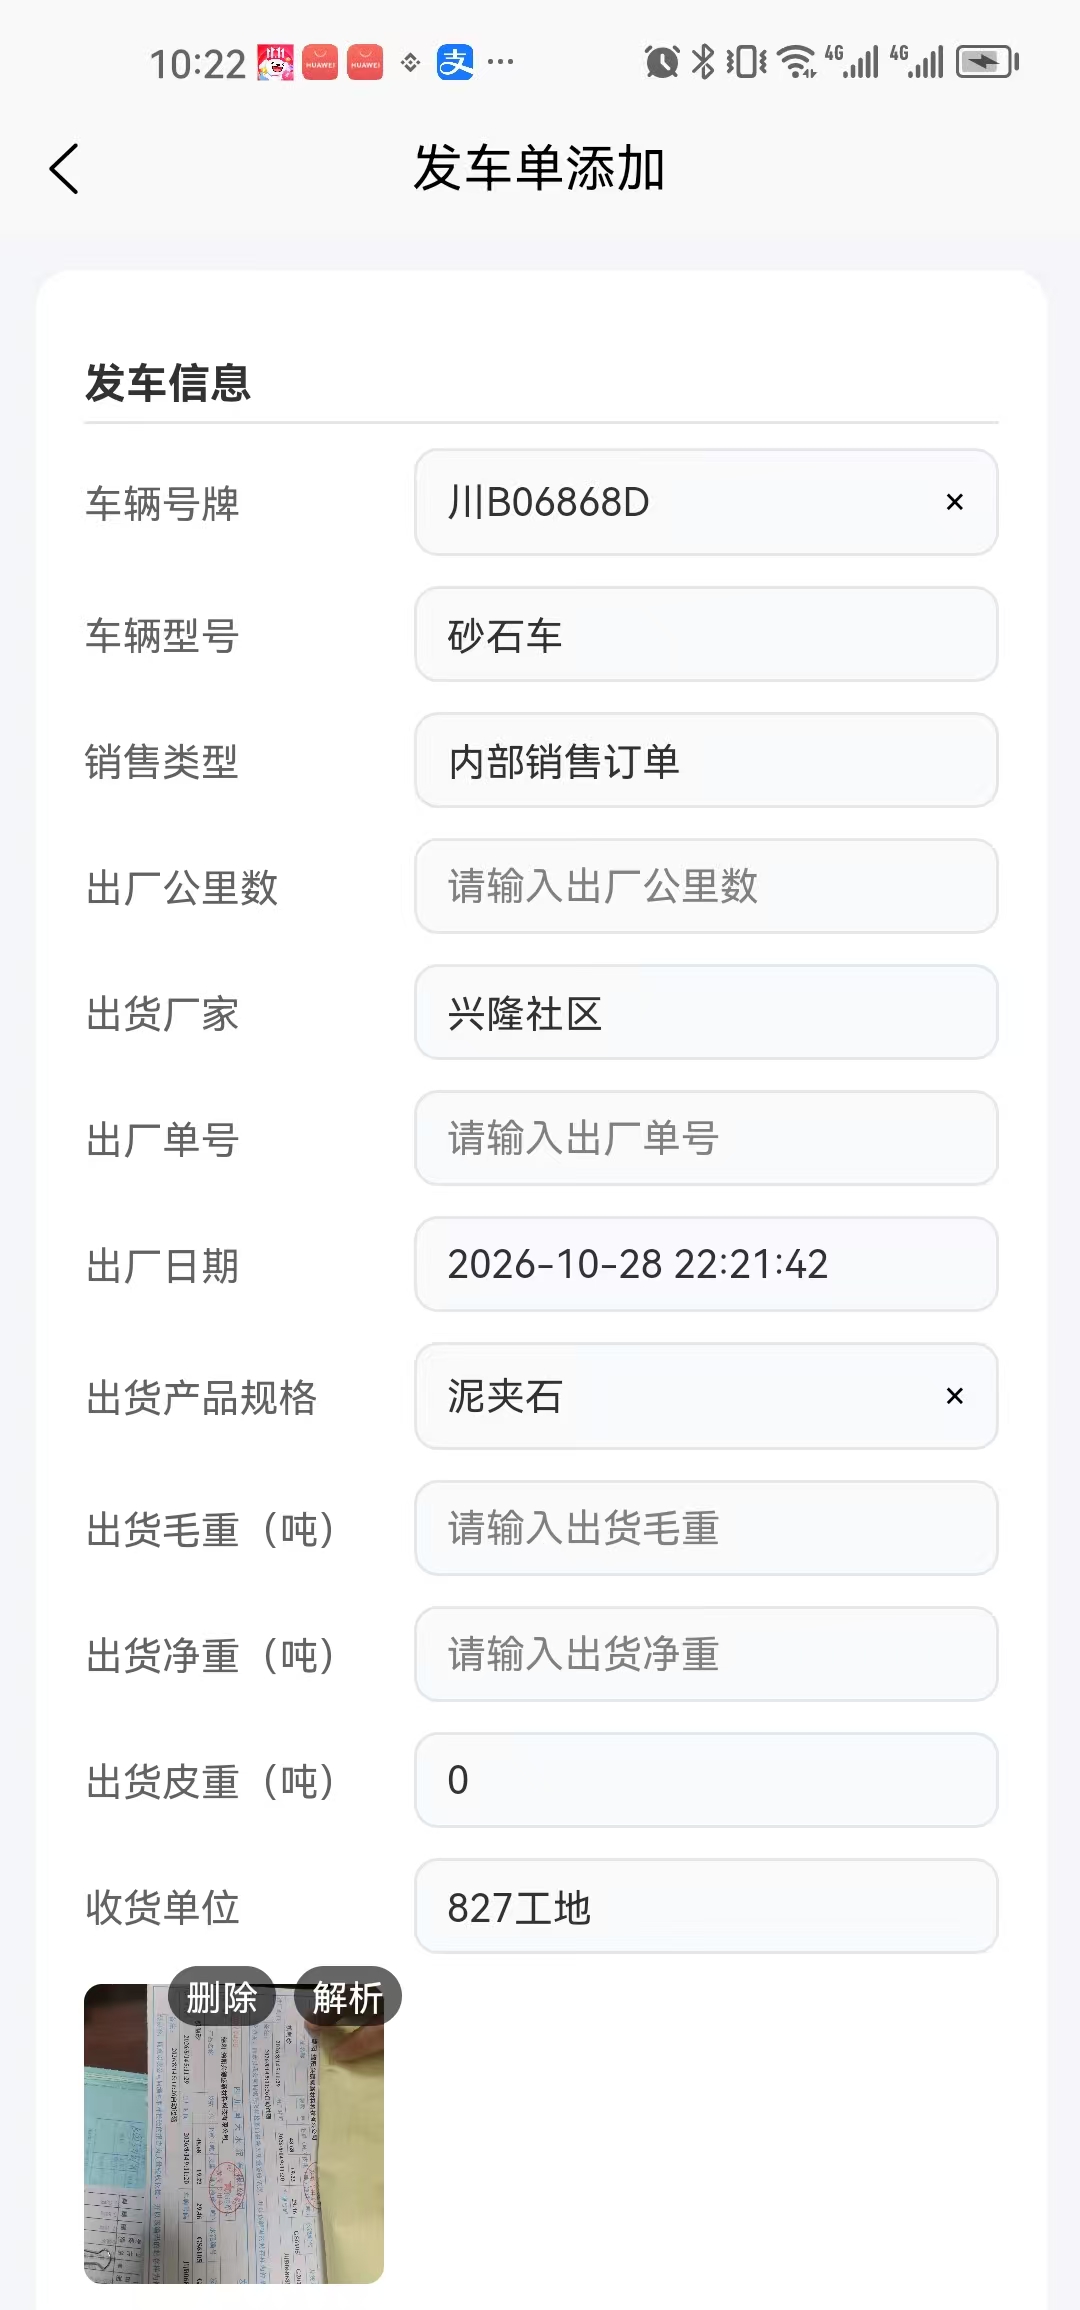 10:22
发车单添加
发车信息
车辆号牌 川B06868D ×
车辆型号 砂石车
销售类型 内部销售订单
出厂公里数 请输入出厂公里数
出货厂家 兴隆社区
出厂单号 请输入出厂单号
出厂日期 2026-10-28 22:21:42
出货产品规格 泥夹石 ×
出货毛重（吨） 请输入出货毛重
出货净重（吨） 请输入出货净重
出货皮重（吨） 0
收货单位 827工地
删除 解析